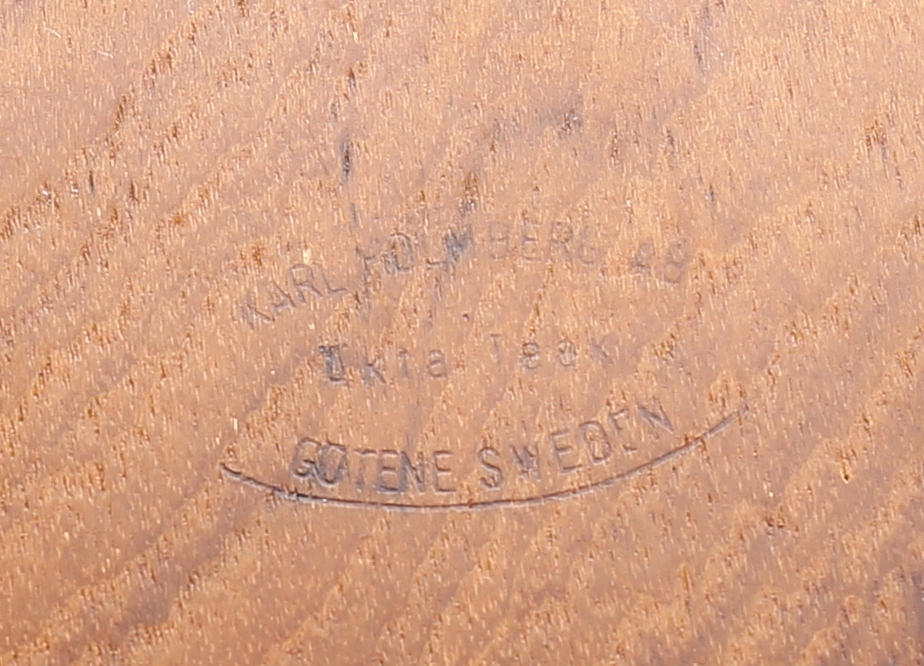 KARL HOLMBERG AB
Äkta Teak
GÖTENE SWEDEN